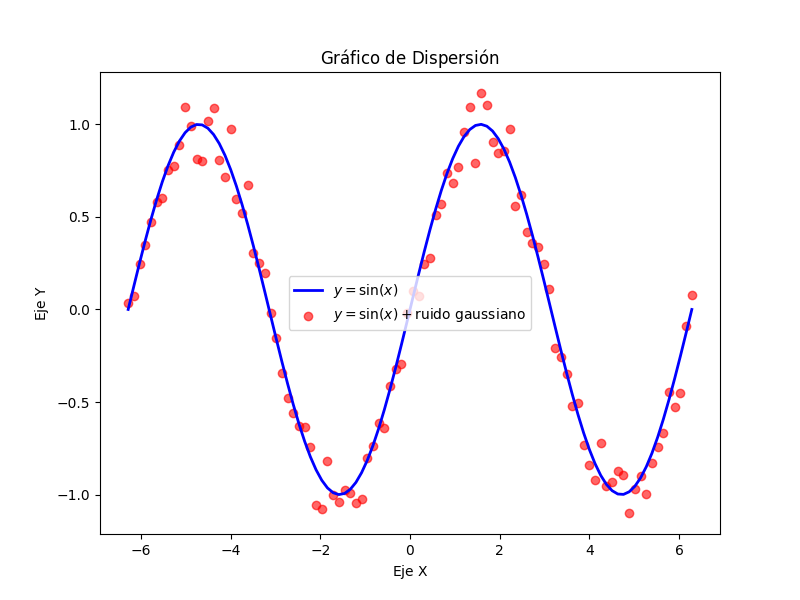 Gráfico de Dispersión
1.0
0.5
0.0
−0.5
−1.0
Eje Y
y = sin(x)
y = sin(x) + ruido gaussiano
−6 −4 −2 0 2 4 6
Eje X